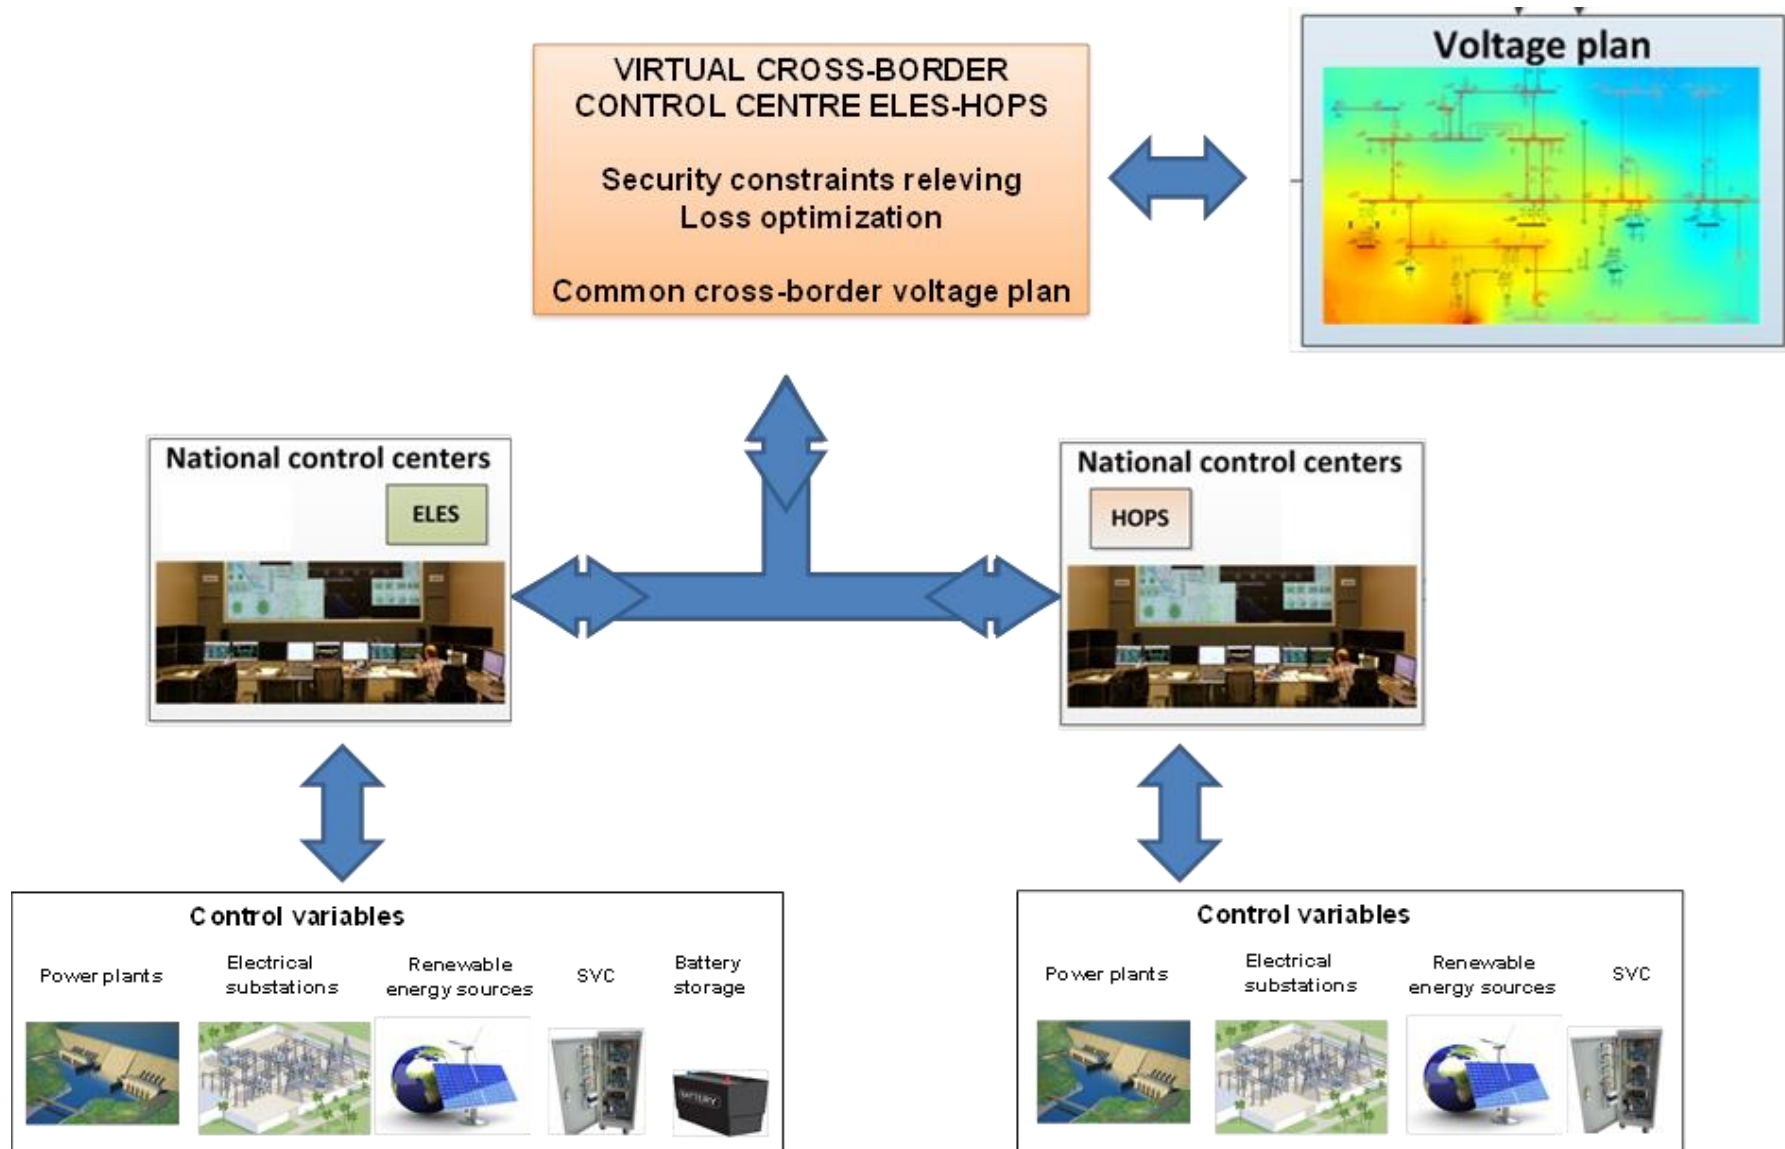 VIRTUAL CROSS-BORDER
CONTROL CENTRE ELES-HOPS
Security constraints releving
Loss optimization
Common cross-border voltage plan
Voltage plan
National control centers
ELES
National control centers
HOPS
Control variables
Power plants
Electrical
substations
Renewable
energy sources
SVC
Battery
storage
BATTERY
Control variables
Power plants
Electrical
substations
Renewable
energy sources
SVC